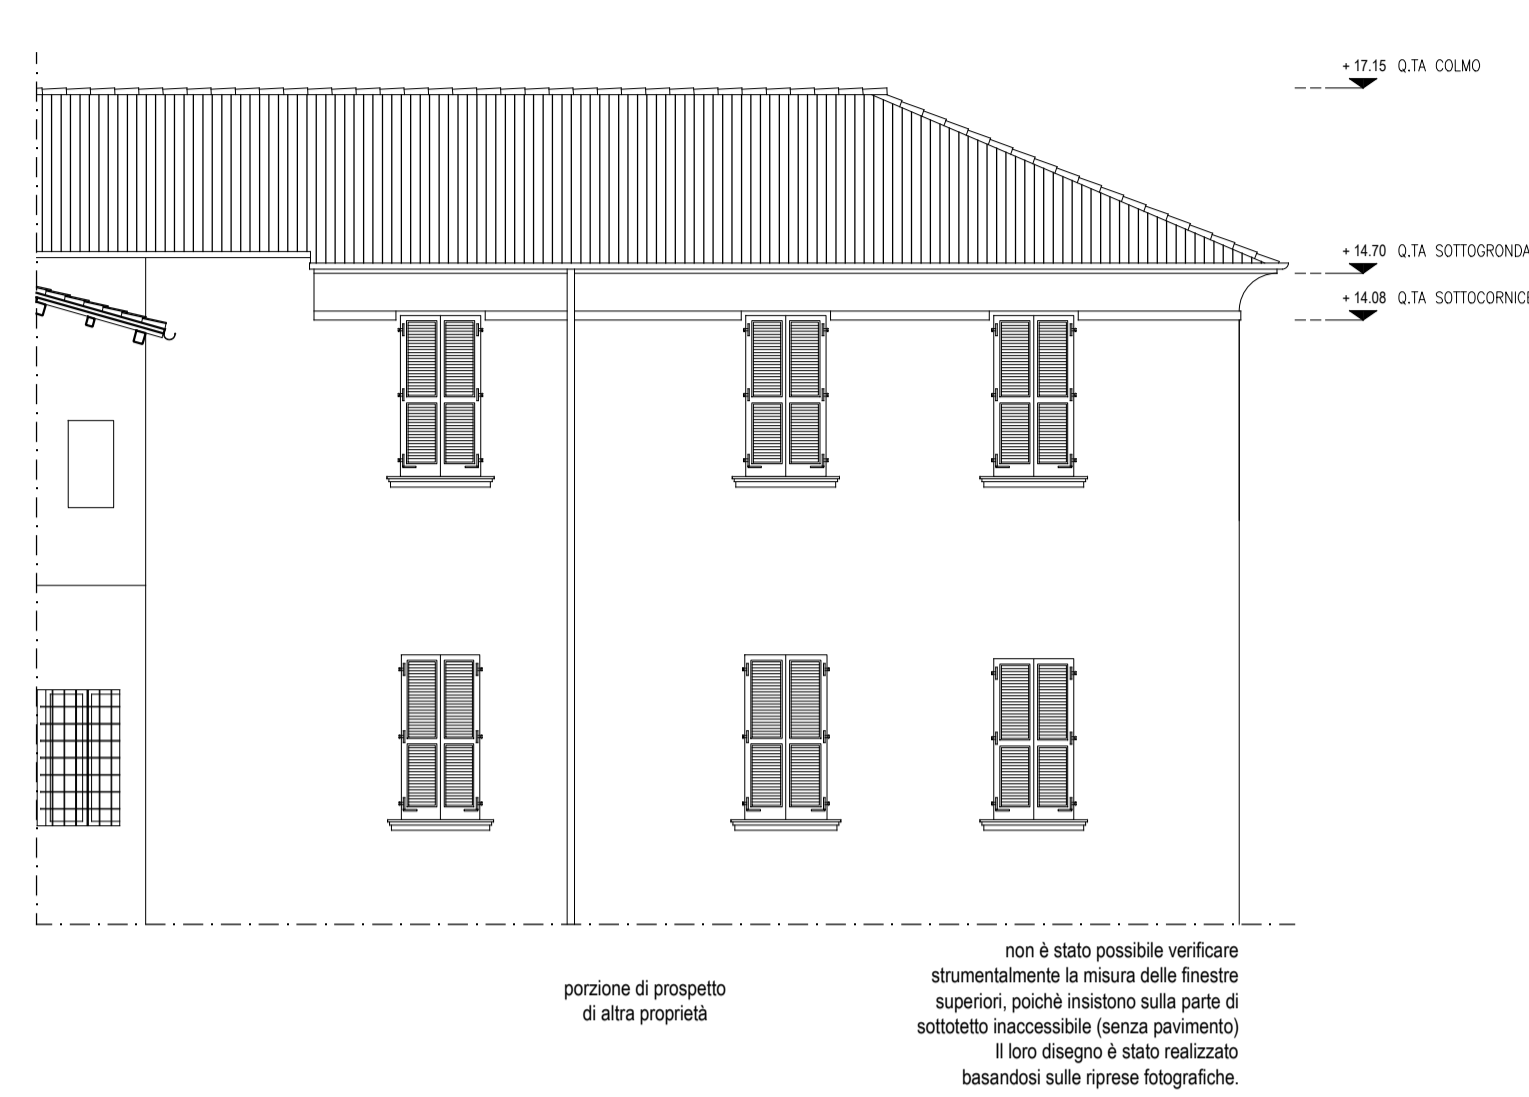 + 17.15 Q.TA COLMO
+ 14.70 Q.TA SOTTOGRONDA
+ 14.08 Q.TA SOTTOCORNICE
porzione di prospetto
di altra proprietà
non è stato possibile verificare
strumentalmente la misura delle finestre
superiori, poichè insistono sulla parte di
sottotetto inaccessibile (senza pavimento)
Il loro disegno è stato realizzato
basandosi sulle riprese fotografiche.